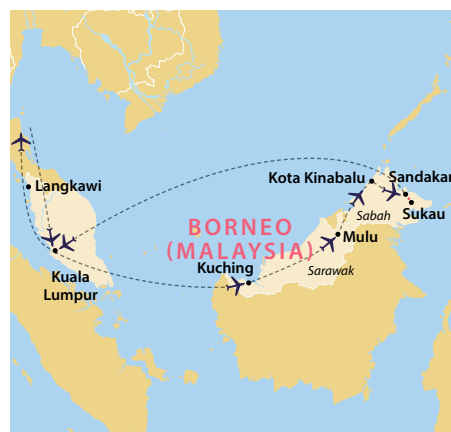 Kota Kinabalu
Sandakan
Langkawi
Sukau
Sabah
BORNEO
(MALAYSIA)
Mulu
Kuching
Sarawak
Kuala
Lumpur